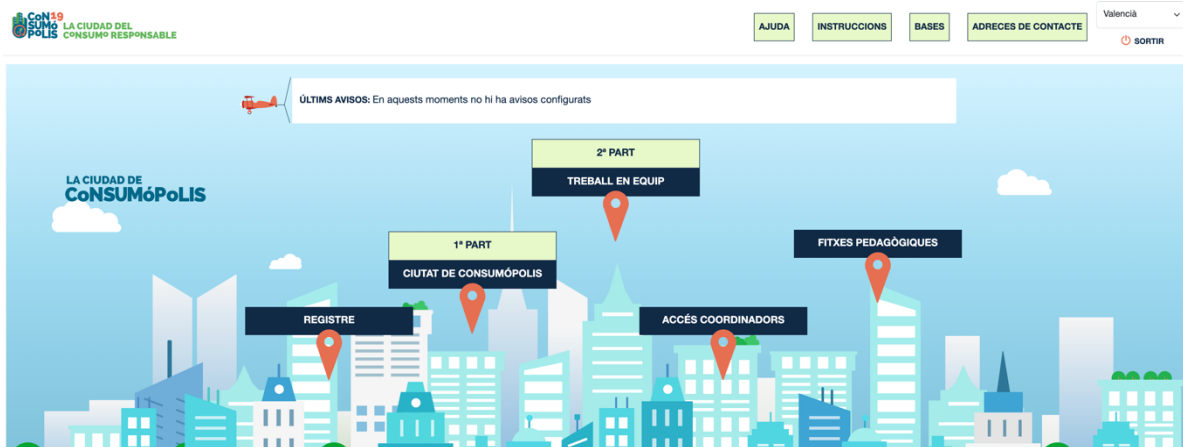 CoN19
SUMó
PoLIS
LA CIUDAD DEL
CONSUMO RESPONSABLE
AJUDA
INSTRUCCIONS
BASES
ADRECES DE CONTACTE
Valencià
SORTIR
ÚLTIMS AVISOS: En aquests moments no hi ha avisos configurats
2ª PART
TREBALL EN EQUIP
LA CIUDAD DE
CoNSUMóPoLIS
1ª PART
CIUTAT DE CONSUMÓPOLIS
FITXES PEDAGÒGIQUES
REGISTRE
ACCÉS COORDINADORS